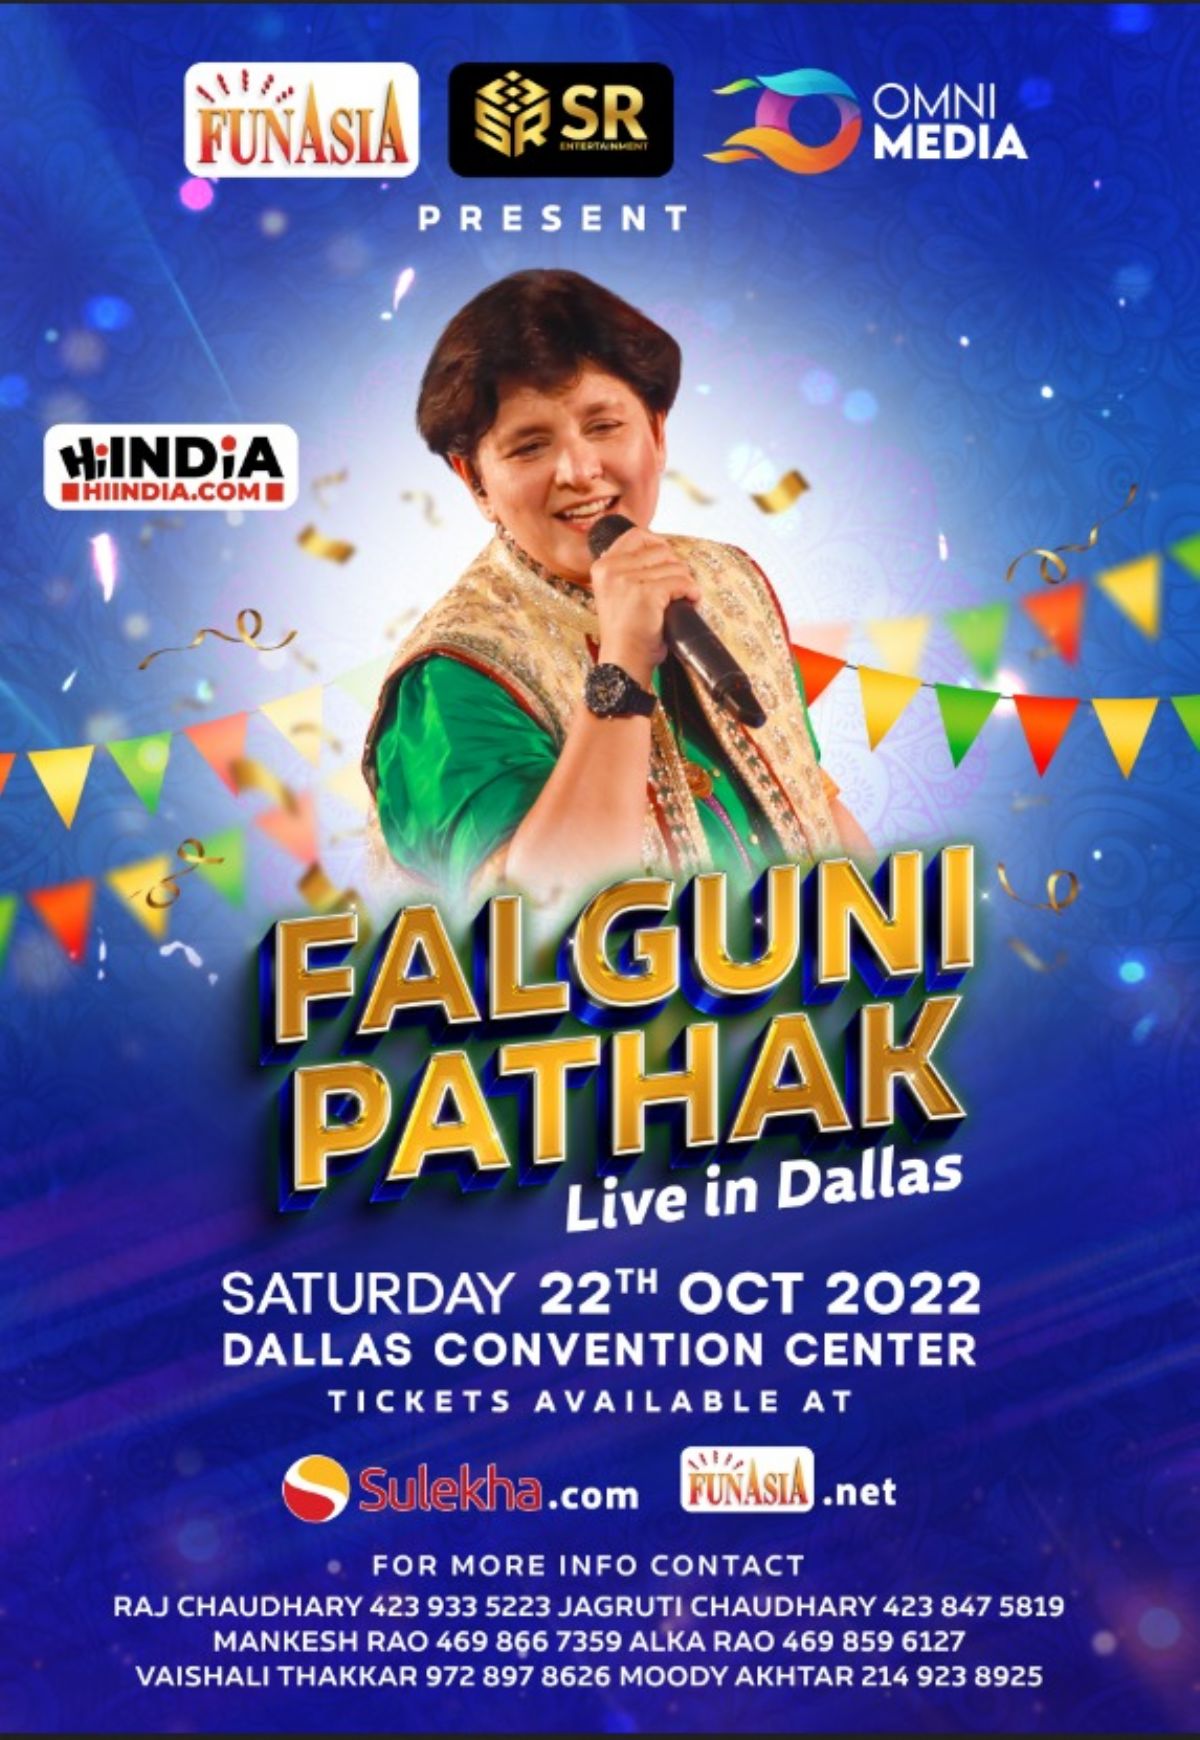 FUNASIA
SR
ENTERTAINMENT
OMNI
MEDIA
PRESENT
HiINDiA
HIINDIA.COM
FALGUNI
PATHAK
Live in Dallas
SATURDAY 22TH OCT 2022
DALLAS CONVENTION CENTER
TICKETS AVAILABLE AT
Sulekha.com FUNASIA.net
FOR MORE INFO CONTACT
RAJ CHAUDHARY 423 933 5223 JAGRUTI CHAUDHARY 423 847 5819
MANKESH RAO 469 866 7359 ALKA RAO 469 859 6127
VAISHALI THAKKAR 972 897 8626 MOODY AKHTAR 214 923 8925